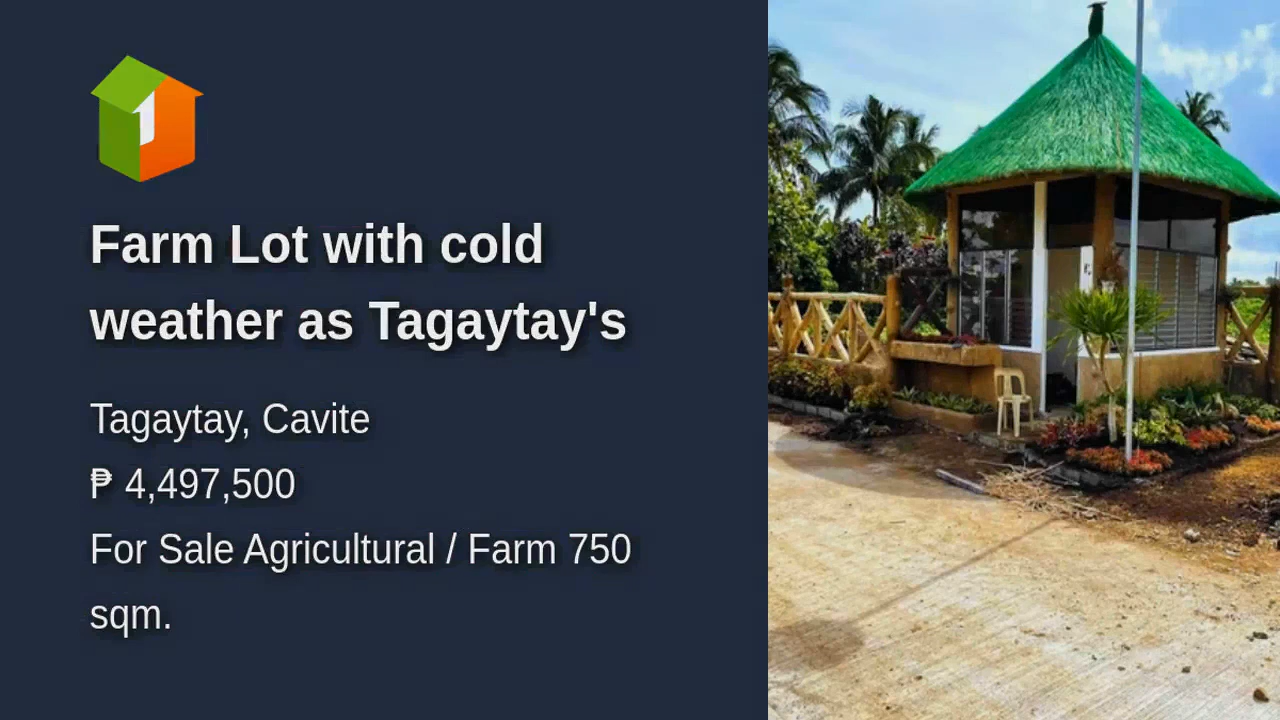 Farm Lot with cold
weather as Tagaytay's
Tagaytay, Cavite
₱ 4,497,500
For Sale Agricultural / Farm 750
sqm.